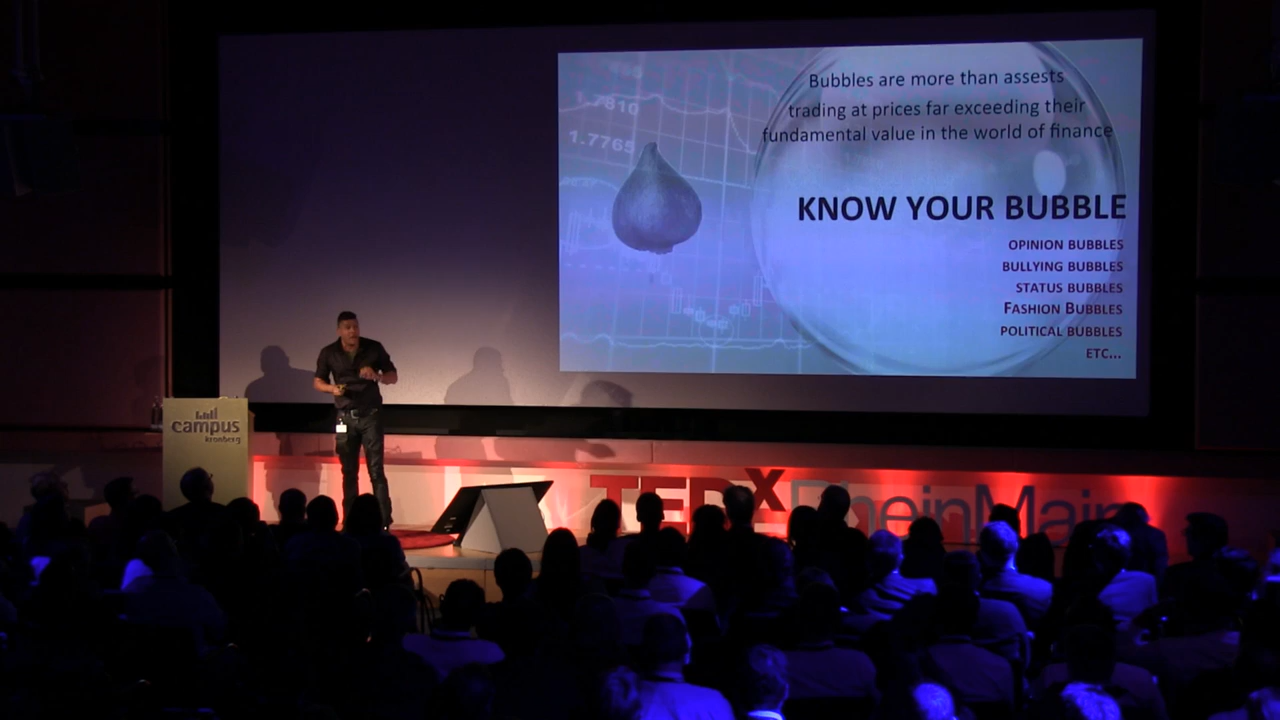 1.7810
1.7765
Bubbles are more than assests
trading at prices far exceeding their
fundamental value in the world of finance
KNOW YOUR BUBBLE
OPINION BUBBLES
BULLYING BUBBLES
STATUS BUBBLES
FASHION BUBBLES
POLITICAL BUBBLES
ETC...
campus
kronberg
TEDxRheinMain